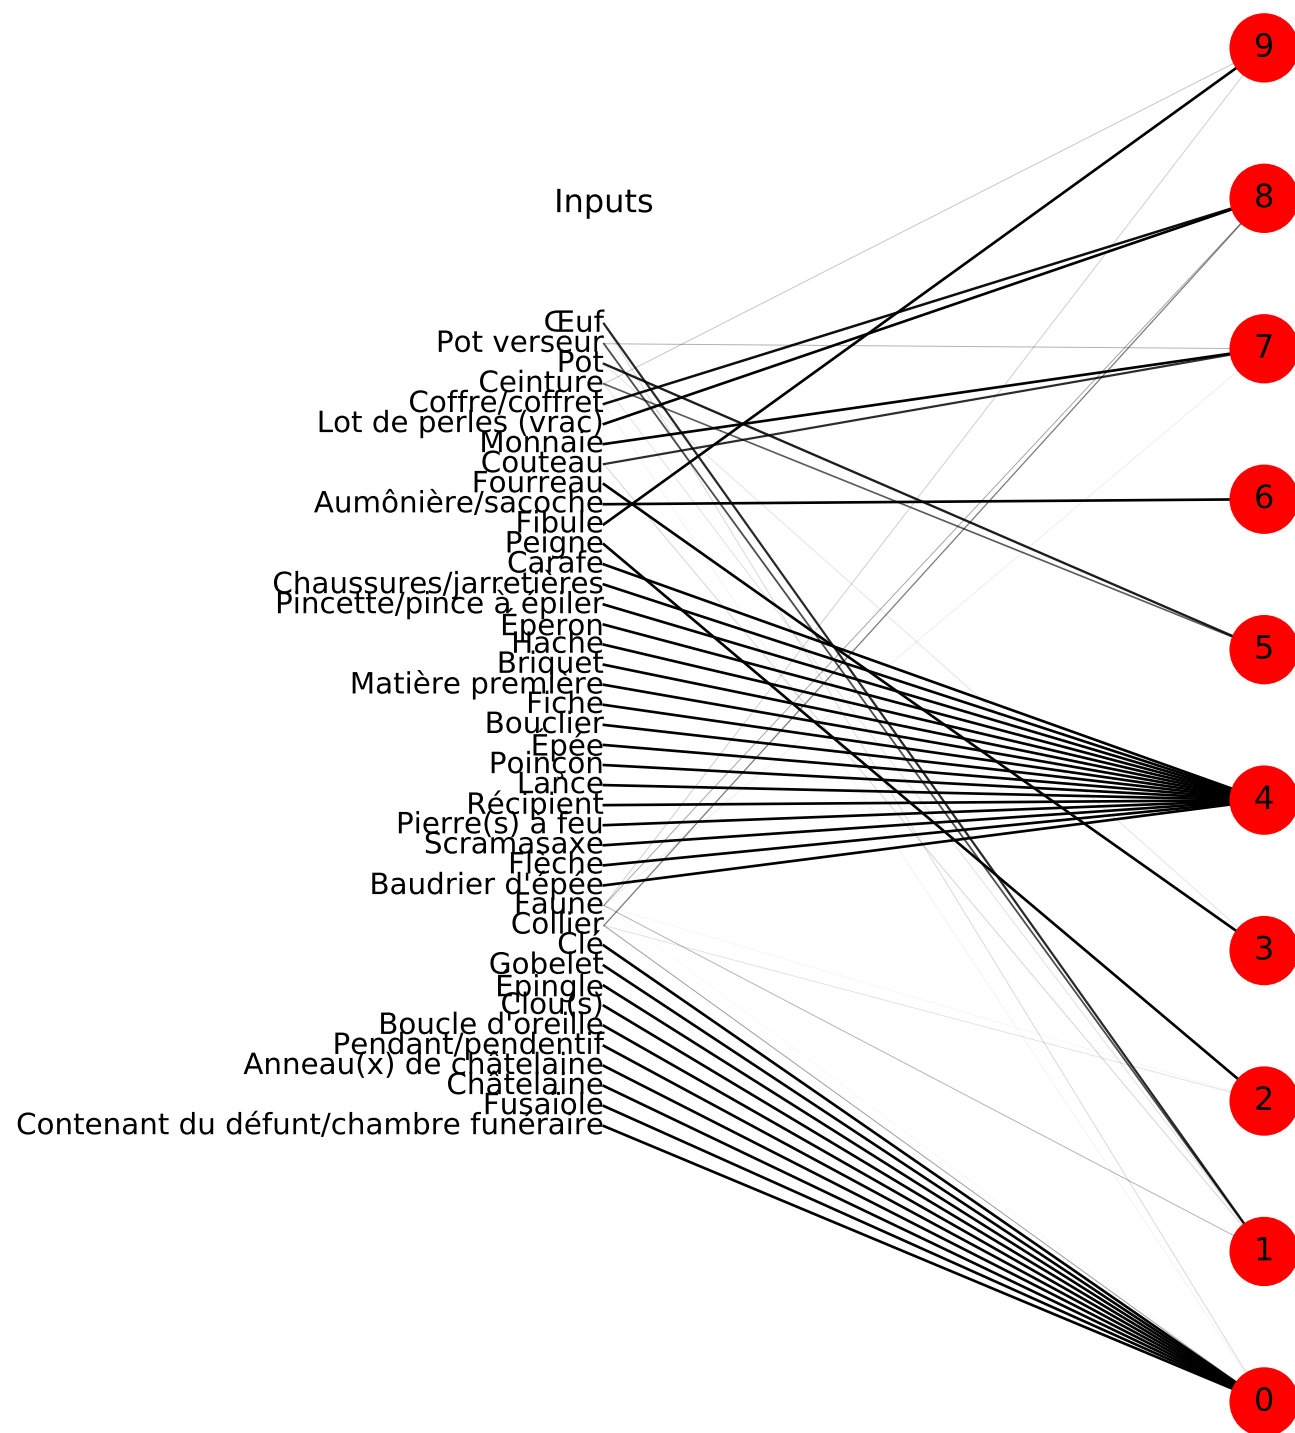 9
8
Inputs
Œuf
Pot verseur
7
Pot
Ceinture
Coffre/coffret
Lot de perles (vrac)
Monnaie
Couteau
Fourreau
6
Aumônière/sacoche
Fibule
Peigne
Carafe
Chaussures/jarretières
Pincette/pince à épiler
Éperon
Hache
5
Briquet
Matière première
Fiche
Bouclier
Épée
Poinçon
Lance
4
Récipient
Pierre(s) à feu
Scramasaxe
Flèche
Baudrier d'épée
Faune
Collier
Clé
3
Gobelet
Épingle
Clou(s)
Boucle d'oreille
Pendant/pendentif
Anneau(x) de châtelaine
Châtelaine
2
Fusaïole
Contenant du défunt/chambre funéraire
1
0